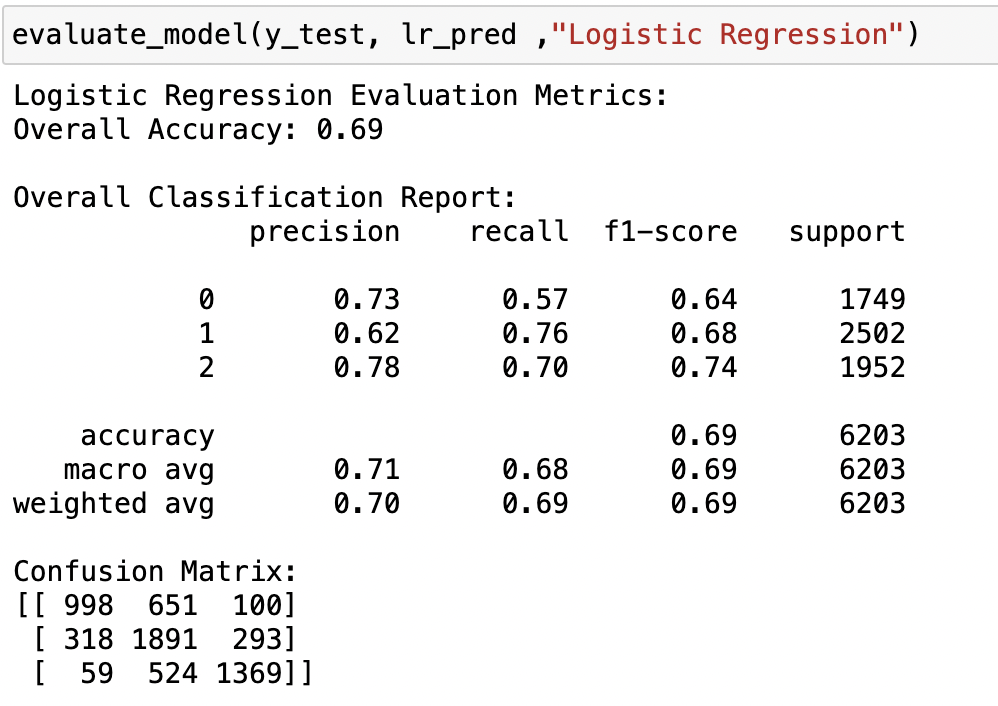 evaluate_model(y_test, lr_pred ,"Logistic Regression")
Logistic Regression Evaluation Metrics:
Overall Accuracy: 0.69
Overall Classification Report:
precision recall f1-score support
0 0.73 0.57 0.64 1749
1 0.62 0.76 0.68 2502
2 0.78 0.70 0.74 1952
accuracy 0.69 6203
macro avg 0.71 0.68 0.69 6203
weighted avg 0.70 0.69 0.69 6203
Confusion Matrix:
[[ 998 651 100]
[ 318 1891 293]
[ 59 524 1369]]